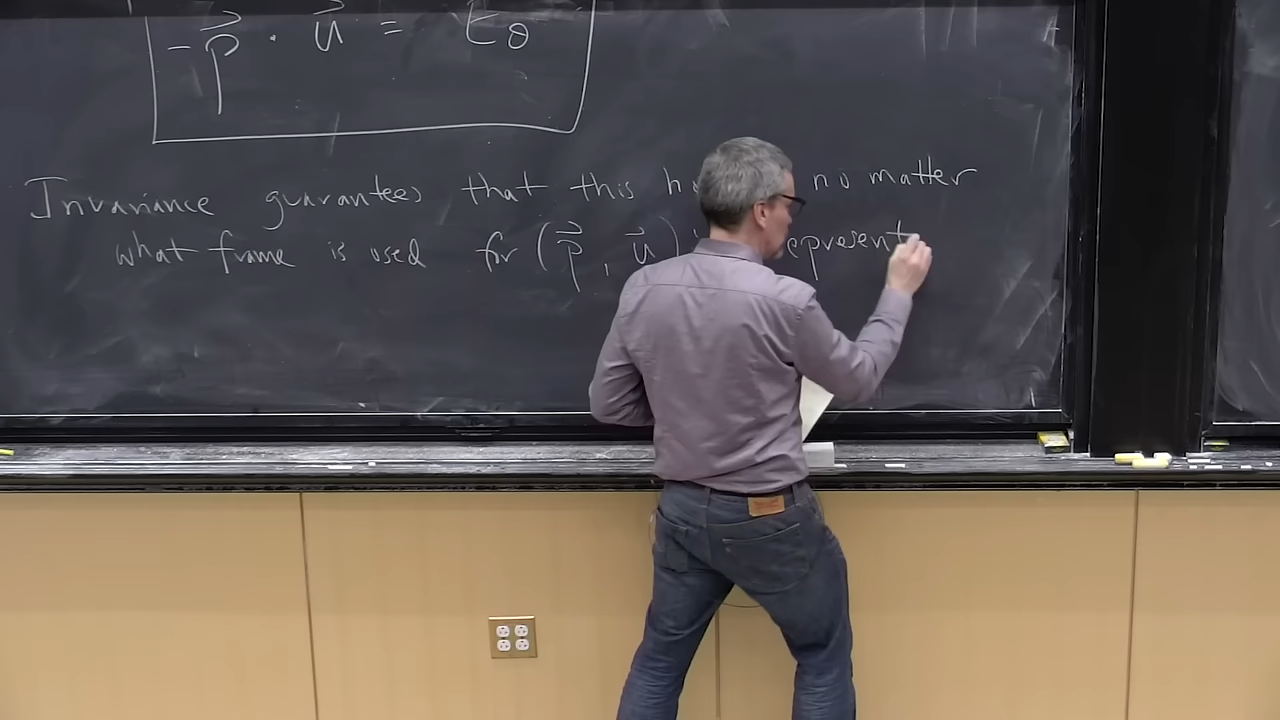 -p⃗ · u⃗ = E₀
Invariance guarantees that this no matter
what frame is used for (p⃗, u⃗)